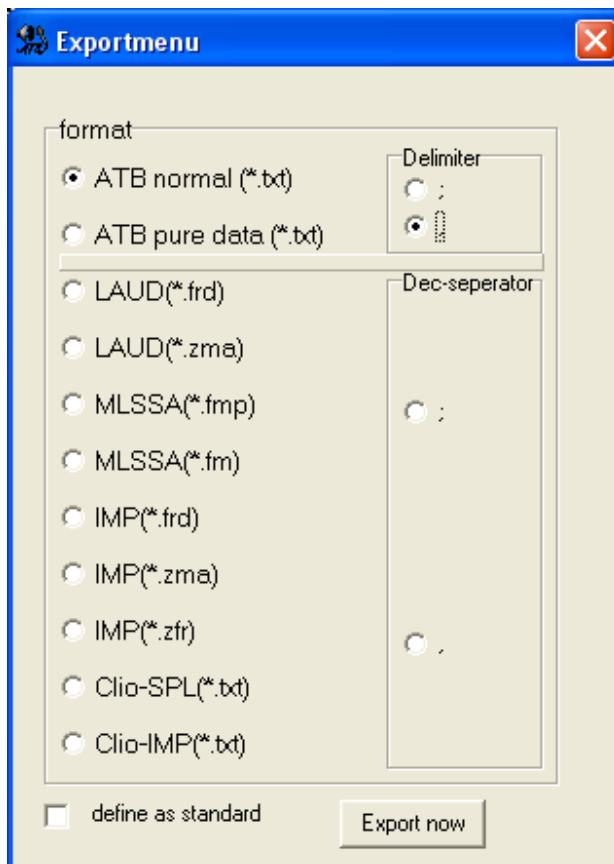 Exportmenu
format
ATB normal (*.txt)
ATB pure data (*.txt)
Delimiter
;
LAUD(*.frd)
LAUD(*.zma)
MLSSA(*.fmp)
MLSSA(*.fm)
IMP(*.frd)
IMP(*.zma)
IMP(*.zfr)
Clio-SPL(*.txt)
Clio-IMP(*.txt)
Dec-seperator
;
,
define as standard
Export now